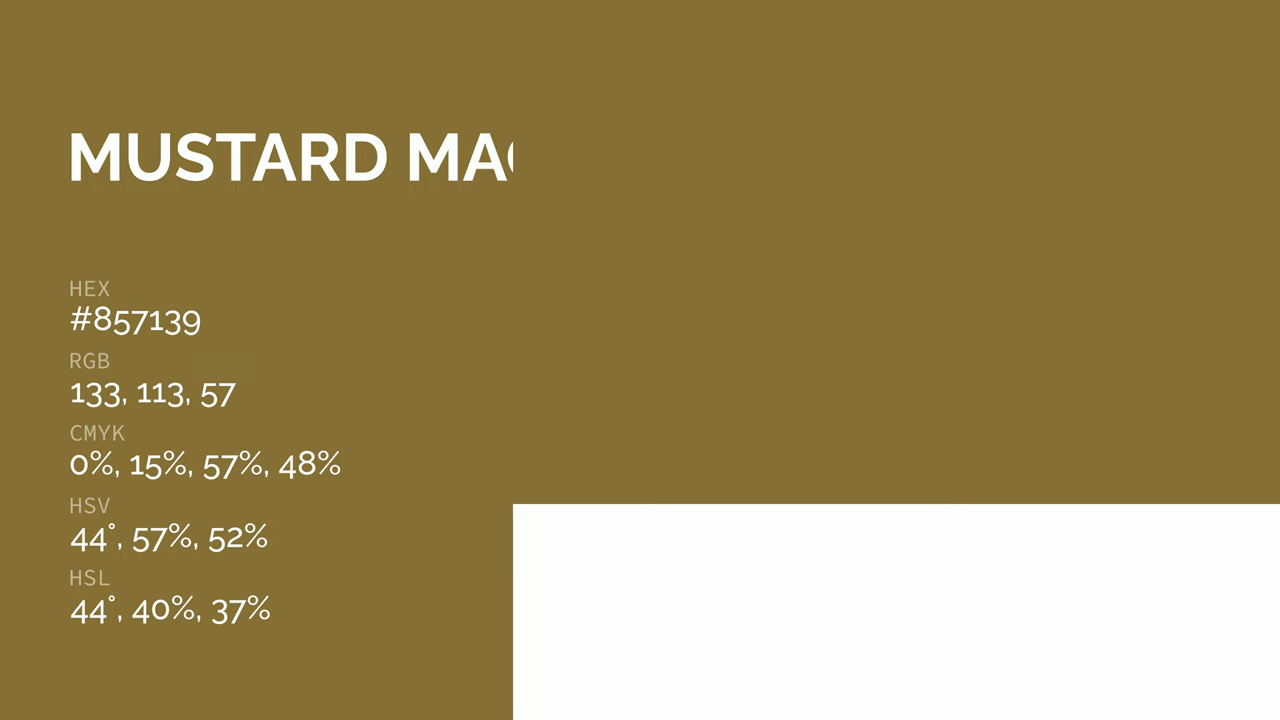 MUSTARD MA
HEX
#857139
RGB
133, 113, 57
CMYK
0%, 15%, 57%, 48%
HSV
44°, 57%, 52%
HSL
44°, 40%, 37%